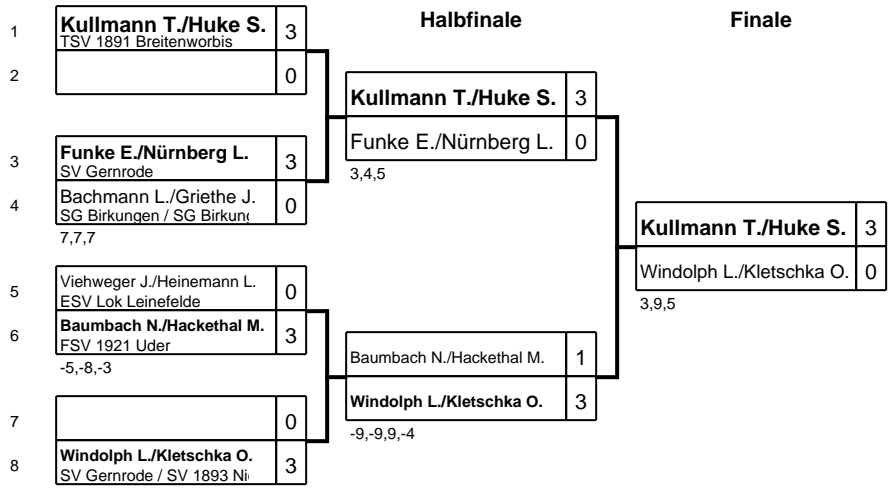 Halbfinale
Finale
1
Kullmann T./Huke S. 3
TSV 1891 Breitenworbis
2
0
Kullmann T./Huke S. 3
Funke E./Nürnberg L. 0
3,4,5
3
Funke E./Nürnberg L. 3
SV Gernrode
4
Bachmann L./Griethe J. 0
SG Birkungen / SG Birkung
7,7,7
Kullmann T./Huke S. 3
Windolph L./Kletschka O. 0
3,9,5
5
Viehweger J./Heinemann L. 0
ESV Lok Leinefelde
6
Baumbach N./Hackethal M. 3
FSV 1921 Uder
-5,-8,-3
Baumbach N./Hackethal M. 1
Windolph L./Kletschka O. 3
-9,-9,9,-4
7
0
8
Windolph L./Kletschka O. 3
SV Gernrode / SV 1893 Ni